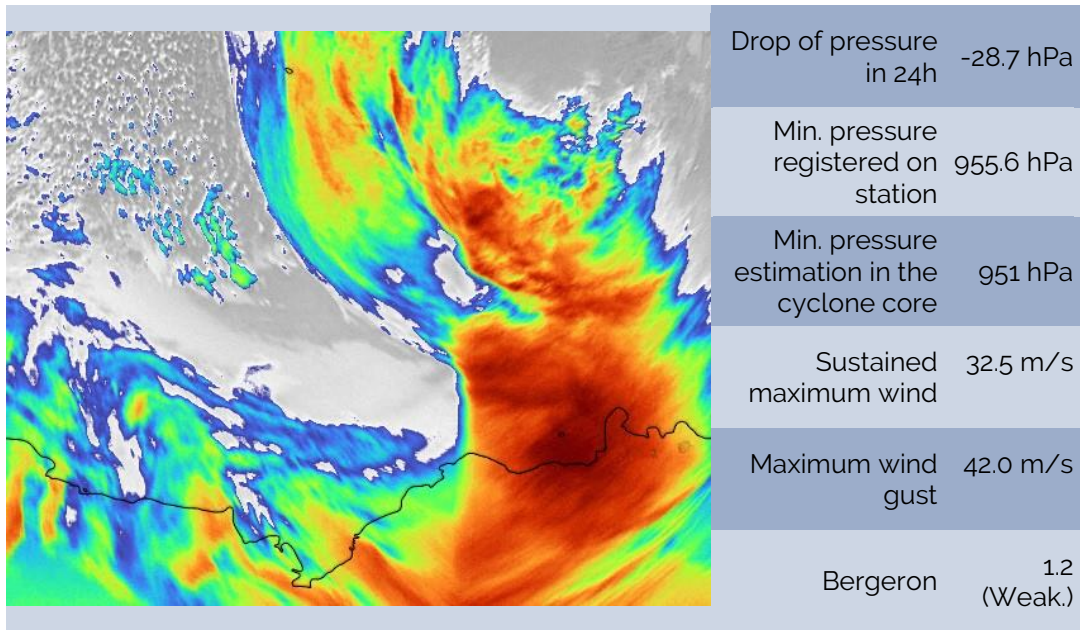 Drop of pressure
in 24h
-28.7 hPa
Min. pressure
registered on
station
955.6 hPa
Min. pressure
estimation in the
cyclone core
951 hPa
Sustained
maximum wind
32.5 m/s
Maximum wind
gust
42.0 m/s
Bergeron
1.2
(Weak.)